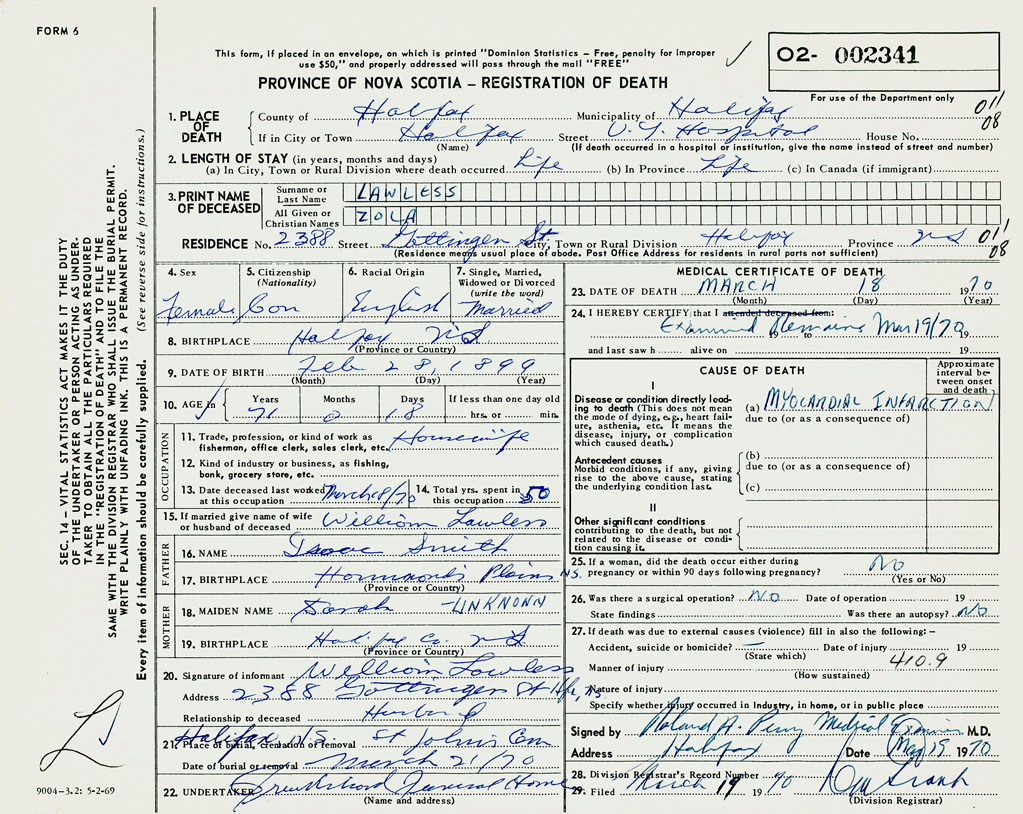 FORM 6
This form, if placed in an envelope, on which is printed "Dominion Statistics – Free, penalty for improper
use $50," and properly addressed will pass through the mail "FREE"
02- 002341
PROVINCE OF NOVA SCOTIA – REGISTRATION OF DEATH
For use of the Department only
1. PLACE OF DEATH
County of Halifax Municipality of Halifax 011
If in City or Town Halifax Street V. G. Hospital House No. 08
(Name) (If death occurred in a hospital or institution, give the name instead of street and number)
2. LENGTH OF STAY (in years, months and days)
(a) In City, Town or Rural Division where death occurred Life (b) In Province Life (c) In Canada (if immigrant)
3. PRINT NAME OF DECEASED
Surname or Last Name LAWLESS
All Given or Christian Names ZOLA
RESIDENCE No. 2388 Street Gottingen St City, Town or Rural Division Halifax Province NS 011
(Residence means usual place of abode. Post Office Address for residents in rural parts not sufficient) 08
4. Sex
Female
5. Citizenship
(Nationality)
Can
6. Racial Origin
English
7. Single, Married,
Widowed or Divorced
(write the word)
Married
8. BIRTHPLACE Halifax NS
(Province or Country)
9. DATE OF BIRTH Feb 28, 1899
(Month) (Day) (Year)
10. AGE in
Years Months Days If less than one day old
71 0 18 hrs. or min.
OCCUPATION
11. Trade, profession, or kind of work as
fisherman, office clerk, sales clerk, etc. Housewife
12. Kind of industry or business, as fishing,
bank, grocery store, etc.
13. Date deceased last worked
at this occupation March 8/70
14. Total yrs. spent in
this occupation 50
15. If married give name of wife
or husband of deceased William Lawless
FATHER
16. NAME Isaac Smith
17. BIRTHPLACE Hammonds Plains N.S.
(Province or Country)
MOTHER
18. MAIDEN NAME Sarah -UNKNOWN
19. BIRTHPLACE Halifax Co. NS
(Province or Country)
20. Signature of informant William Lawless
Address 2388 Gottingen St Hfx, NS.
Relationship to deceased Husband
21. Place of burial, cremation or removal Halifax N.S. St John's Cem
Date of burial or removal March 21/70
22. UNDERTAKER Funeral Home
(Name and address)
MEDICAL CERTIFICATE OF DEATH
23. DATE OF DEATH MARCH 18 1970
(Month) (Day) (Year)
24. I HEREBY CERTIFY that I attended deceased from:
Examined Remains Mar 19/70 19 to 19
and last saw h alive on 19
CAUSE OF DEATH
Approximate
interval be-
tween onset
and death
I
Disease or condition directly lead-
ing to death (This does not mean
the mode of dying, e.g., heart fail-
ure, asthenia, etc. It means the
disease, injury, or complication
which caused death.)
(a) MYOCARDIAL INFARCTION
due to (or as a consequence of)
Antecedent causes
Morbid conditions, if any, giving
rise to the above cause, stating
the underlying condition last.
(b)
due to (or as a consequence of)
(c)
II
Other significant conditions
contributing to the death, but not
related to the disease or condi-
tion causing it.
25. If a woman, did the death occur either during
pregnancy or within 90 days following pregnancy? No
(Yes or No)
26. Was there a surgical operation? N.O Date of operation 19
State findings Was there an autopsy? No
27. If death was due to external causes (violence) fill in also the following: –
Accident, suicide or homicide? — Date of injury 19
(State which) 410.9
Manner of injury
(How sustained)
Nature of injury
Specify whether injury occurred in Industry, in home, or in public place
Signed by Roland A. Perry Medical Examiner M.D.
Address Halifax Date Mar 19 1970
28. Division Registrar's Record Number
29. Filed March 19 1970
(Division Registrar)
SEC. 14 – VITAL STATISTICS ACT MAKES IT THE DUTY
OF THE UNDERTAKER OR PERSON ACTING AS UNDER-
TAKER TO OBTAIN ALL THE PARTICULARS REQUIRED
IN THE "REGISTRATION OF DEATH" AND TO FILE THE
SAME WITH THE DIVISION REGISTRAR WHO SHALL ISSUE THE BURIAL PERMIT.
WRITE PLAINLY WITH UNFADING INK. THIS IS A PERMANENT RECORD.
Every item of information should be carefully supplied. (See reverse side for instructions.)
9004-3.2: 5-2-69